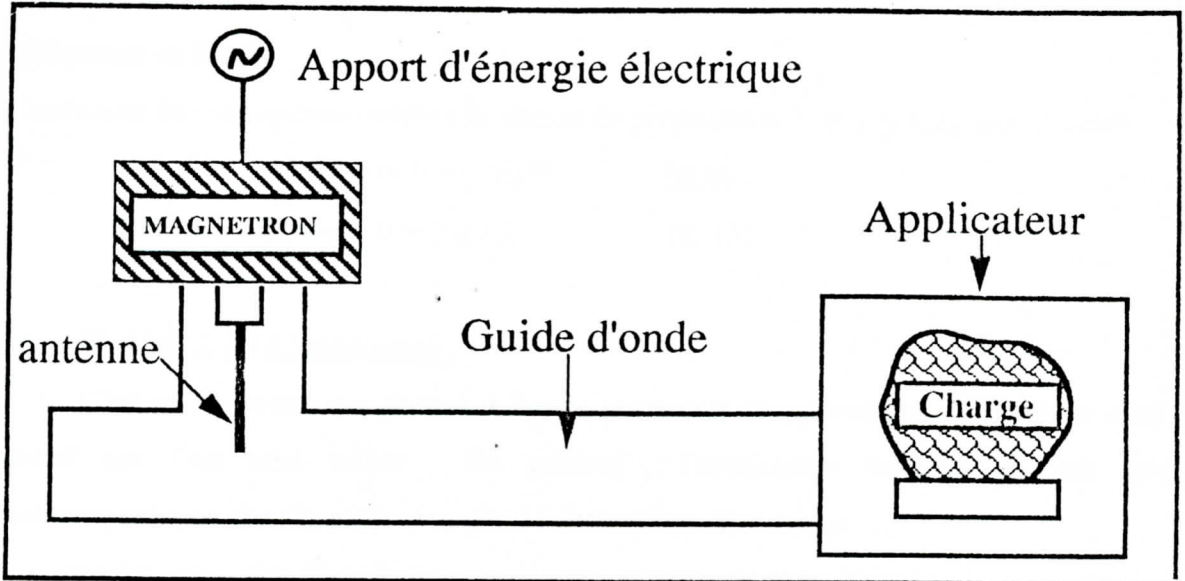 Apport d'énergie électrique
MAGNETRON
Applicateur
antenne
Guide d'onde
Charge